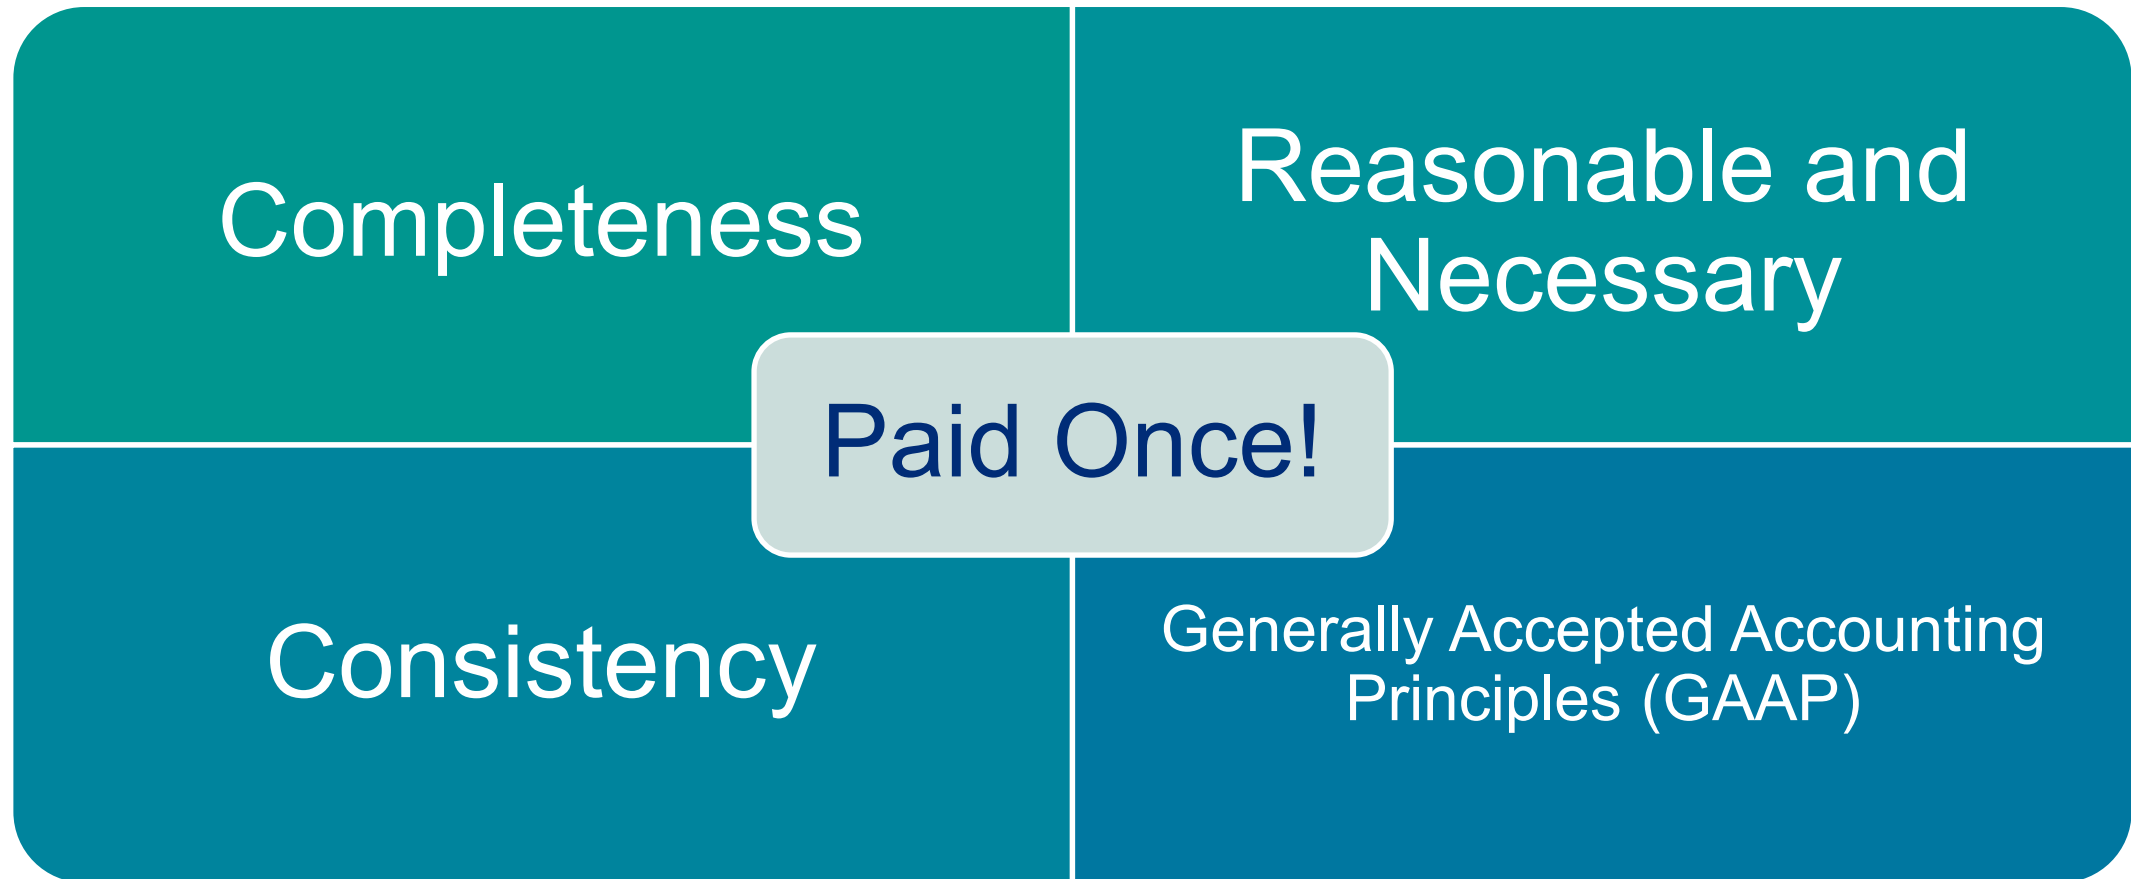 Completeness
Reasonable and
Necessary
Paid Once!
Consistency
Generally Accepted Accounting
Principles (GAAP)